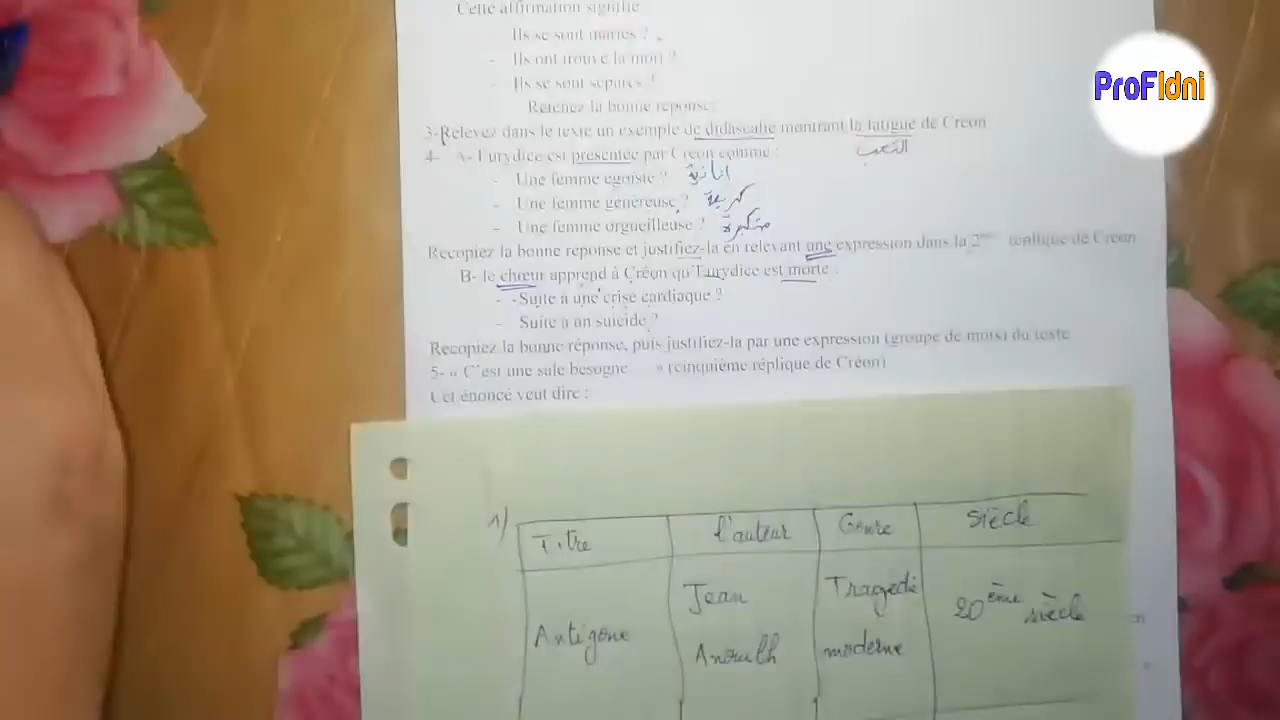 Cette affirmation signifie
- Ils se sont mariés ?
- Ils ont trouvé la mort ?
- Ils se sont séparés ?
Retenez la bonne réponse.
3-Relevez dans le texte un exemple de didascalie montrant la fatigue de Créon
التعب
4- A- Eurydice est présentée par Créon comme :
- Une femme égoïste ? انانية
- Une femme généreuse ? كريمة
- Une femme orgueilleuse ? متكبرة
Recopiez la bonne réponse et justifiez-la en relevant une expression dans la 2ème réplique de Créon
B- le chœur apprend à Créon qu'Eurydice est morte :
- -Suite à une crise cardiaque ?
- Suite à un suicide ?
Recopiez la bonne réponse, puis justifiez-la par une expression (groupe de mots) du texte
5- « C'est une sale besogne » (cinquième réplique de Créon)
Cet énoncé veut dire :
1)
Titre l'auteur Genre siècle
Antigone Jean Anouilh Tragédie moderne 20ème siècle
en
ProfIdni